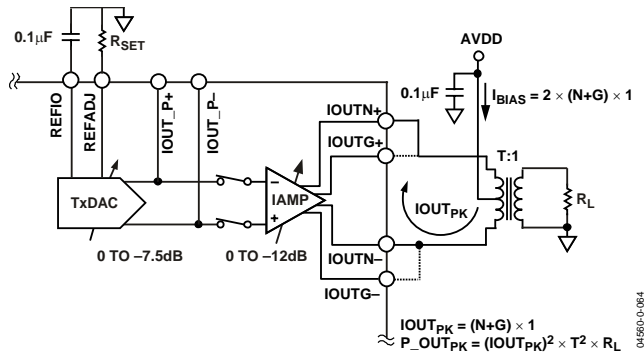 0.1μF
RSET
AVDD
REFIO
REFADJ
IOUT_P+
IOUT_P–
0.1μF
IBIAS = 2 × (N+G) × 1
IOUTN+
IOUTG+
T:1
TxDAC
IAMP
–
+
IOUTPK
RL
0 TO –7.5dB
0 TO –12dB
IOUTN–
IOUTG–
IOUTPK = (N+G) × 1
P_OUTPK = (IOUTPK)² × T² × RL
04560-0-064